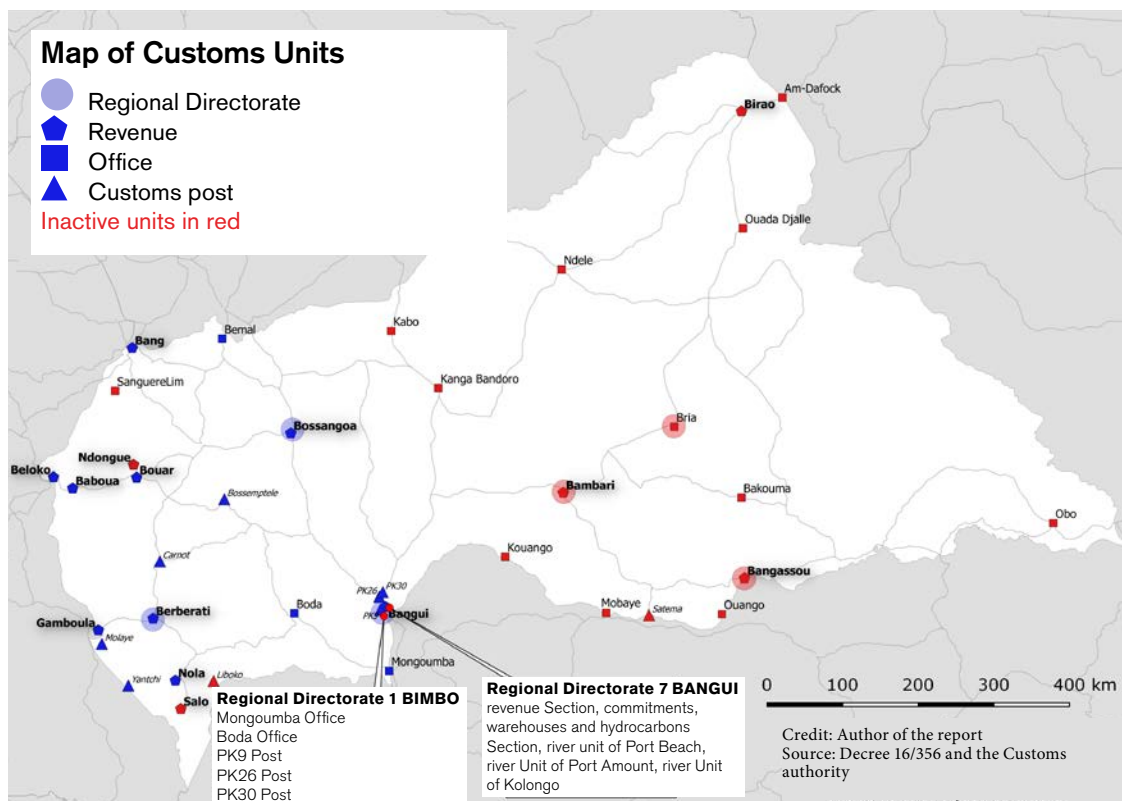 Map of Customs Units
Regional Directorate
Revenue
Office
Customs post
Inactive units in red
Am-Dafock
Birao
Ouada Djalle
Ndele
Kabo
Bemal
Bang
SanguereLim
Kanga Bandoro
Bria
Bossangoa
Ndongue
Beloko
Bouar
Baboua
Bossemptele
Bambari
Bakouma
Obo
Kouango
Carnot
Bangassou
PK26
PK30
PK9
Bangui
Berberati
Boda
Mobaye
Satema
Ouango
Gamboula
Molaye
Mongoumba
Nola
Liboko
Yantchi
Salo
Regional Directorate 1 BIMBO
Mongoumba Office
Boda Office
PK9 Post
PK26 Post
PK30 Post
Regional Directorate 7 BANGUI
revenue Section, commitments,
warehouses and hydrocarbons
Section, river unit of Port Beach,
river Unit of Port Amount, river Unit
of Kolongo
0 100 200 300 400 km
Credit: Author of the report
Source: Decree 16/356 and the Customs
authority